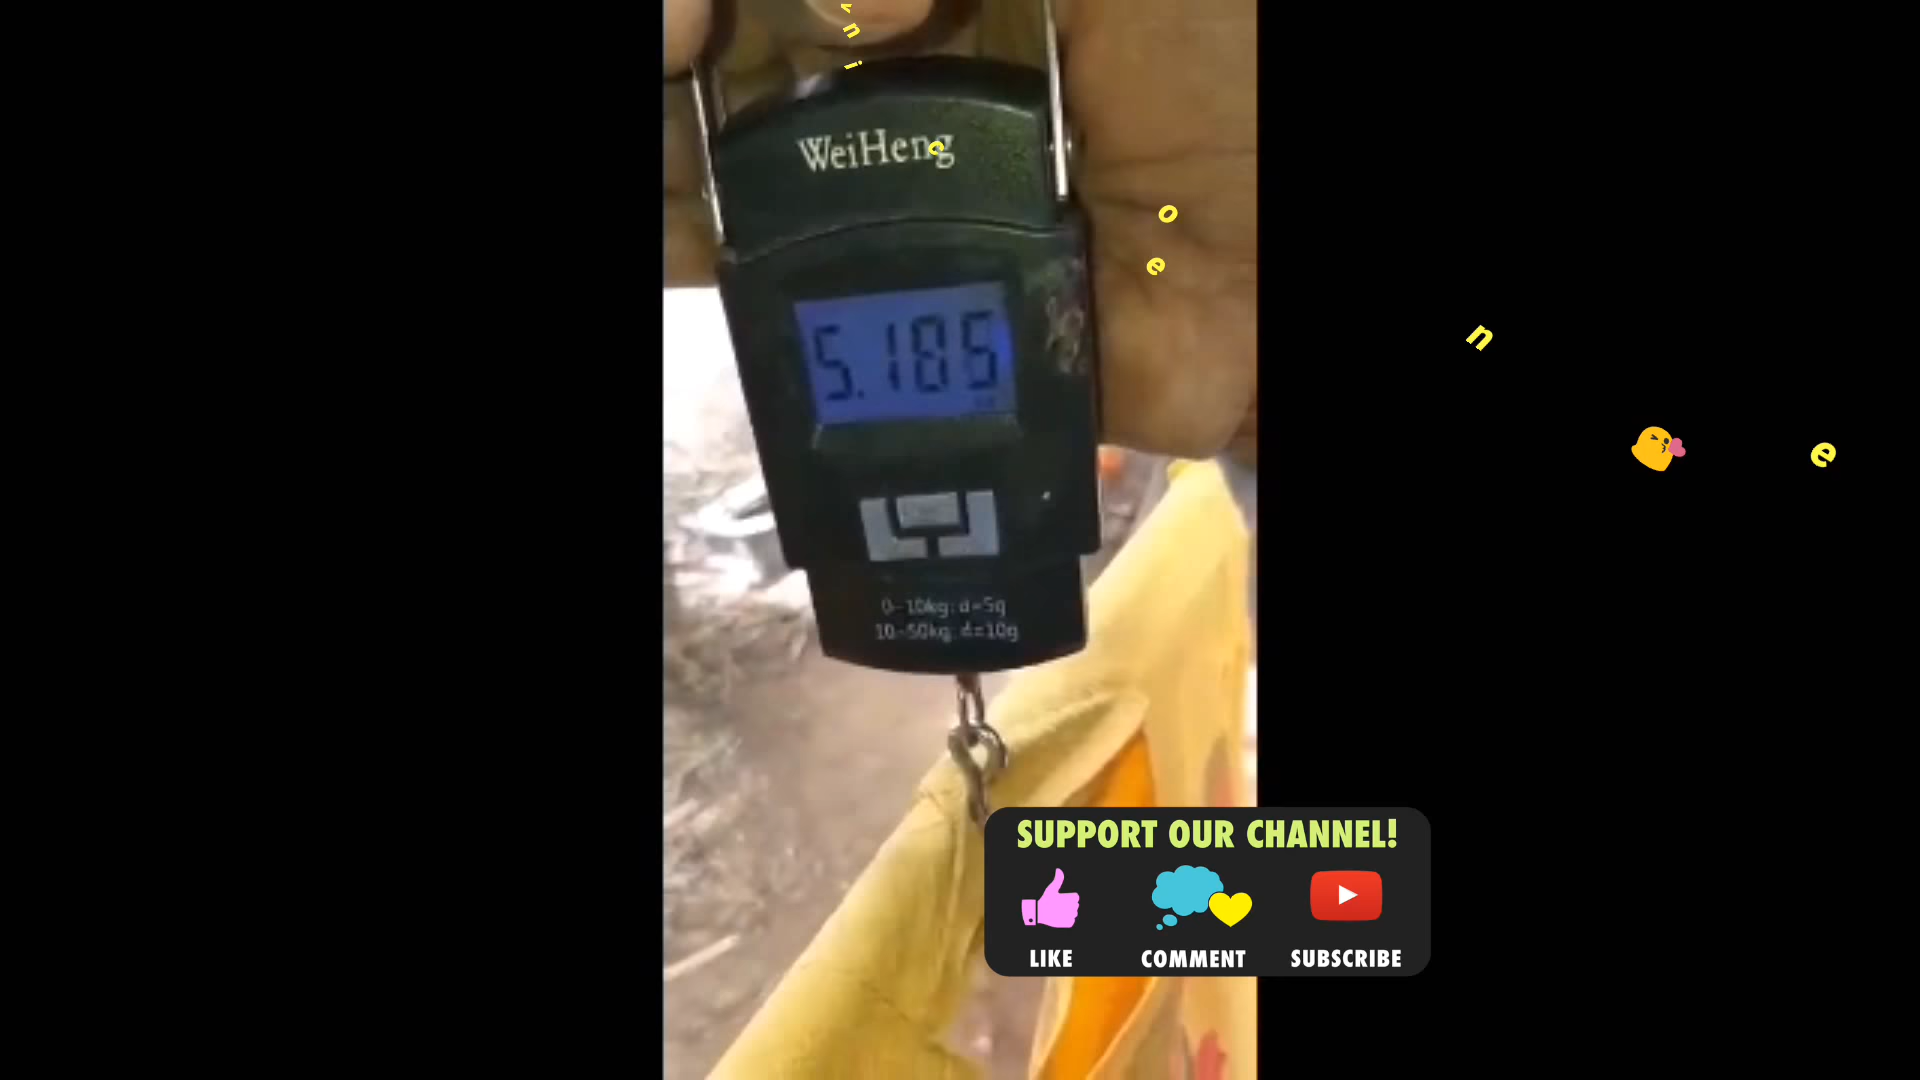 WeiHeng
5.185
0-10kg: d=5g
10-50kg: d=10g
SUPPORT OUR CHANNEL!
LIKE COMMENT SUBSCRIBE